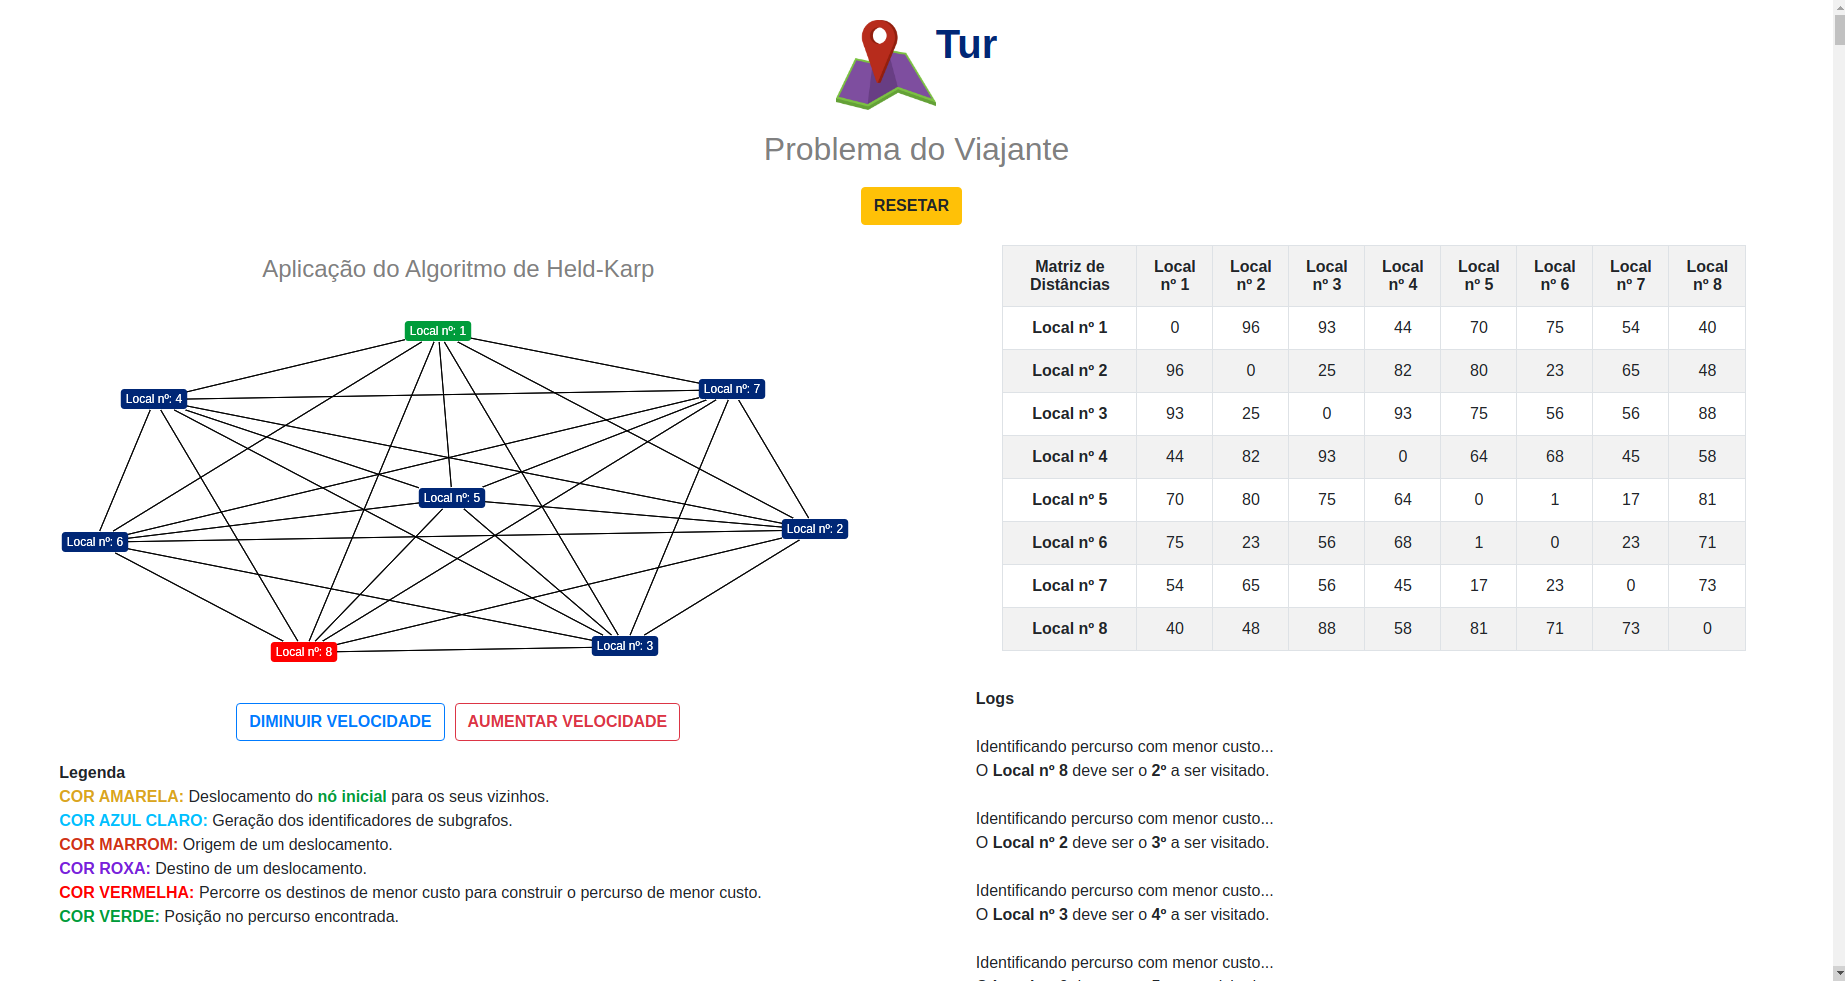 Tur
Problema do Viajante
RESETAR
Aplicação do Algoritmo de Held-Karp
Local nº: 1
Local nº: 7
Local nº: 4
Local nº: 5
Local nº: 2
Local nº: 6
Local nº: 3
Local nº: 8
DIMINUIR VELOCIDADE AUMENTAR VELOCIDADE
Legenda
COR AMARELA: Deslocamento do nó inicial para os seus vizinhos.
COR AZUL CLARO: Geração dos identificadores de subgrafos.
COR MARROM: Origem de um deslocamento.
COR ROXA: Destino de um deslocamento.
COR VERMELHA: Percorre os destinos de menor custo para construir o percurso de menor custo.
COR VERDE: Posição no percurso encontrada.
Matriz de Local Local Local Local Local Local Local Local
Distâncias nº 1 nº 2 nº 3 nº 4 nº 5 nº 6 nº 7 nº 8
Local nº 1 0 96 93 44 70 75 54 40
Local nº 2 96 0 25 82 80 23 65 48
Local nº 3 93 25 0 93 75 56 56 88
Local nº 4 44 82 93 0 64 68 45 58
Local nº 5 70 80 75 64 0 1 17 81
Local nº 6 75 23 56 68 1 0 23 71
Local nº 7 54 65 56 45 17 23 0 73
Local nº 8 40 48 88 58 81 71 73 0
Logs
Identificando percurso com menor custo...
O Local nº 8 deve ser o 2º a ser visitado.
Identificando percurso com menor custo...
O Local nº 2 deve ser o 3º a ser visitado.
Identificando percurso com menor custo...
O Local nº 3 deve ser o 4º a ser visitado.
Identificando percurso com menor custo...